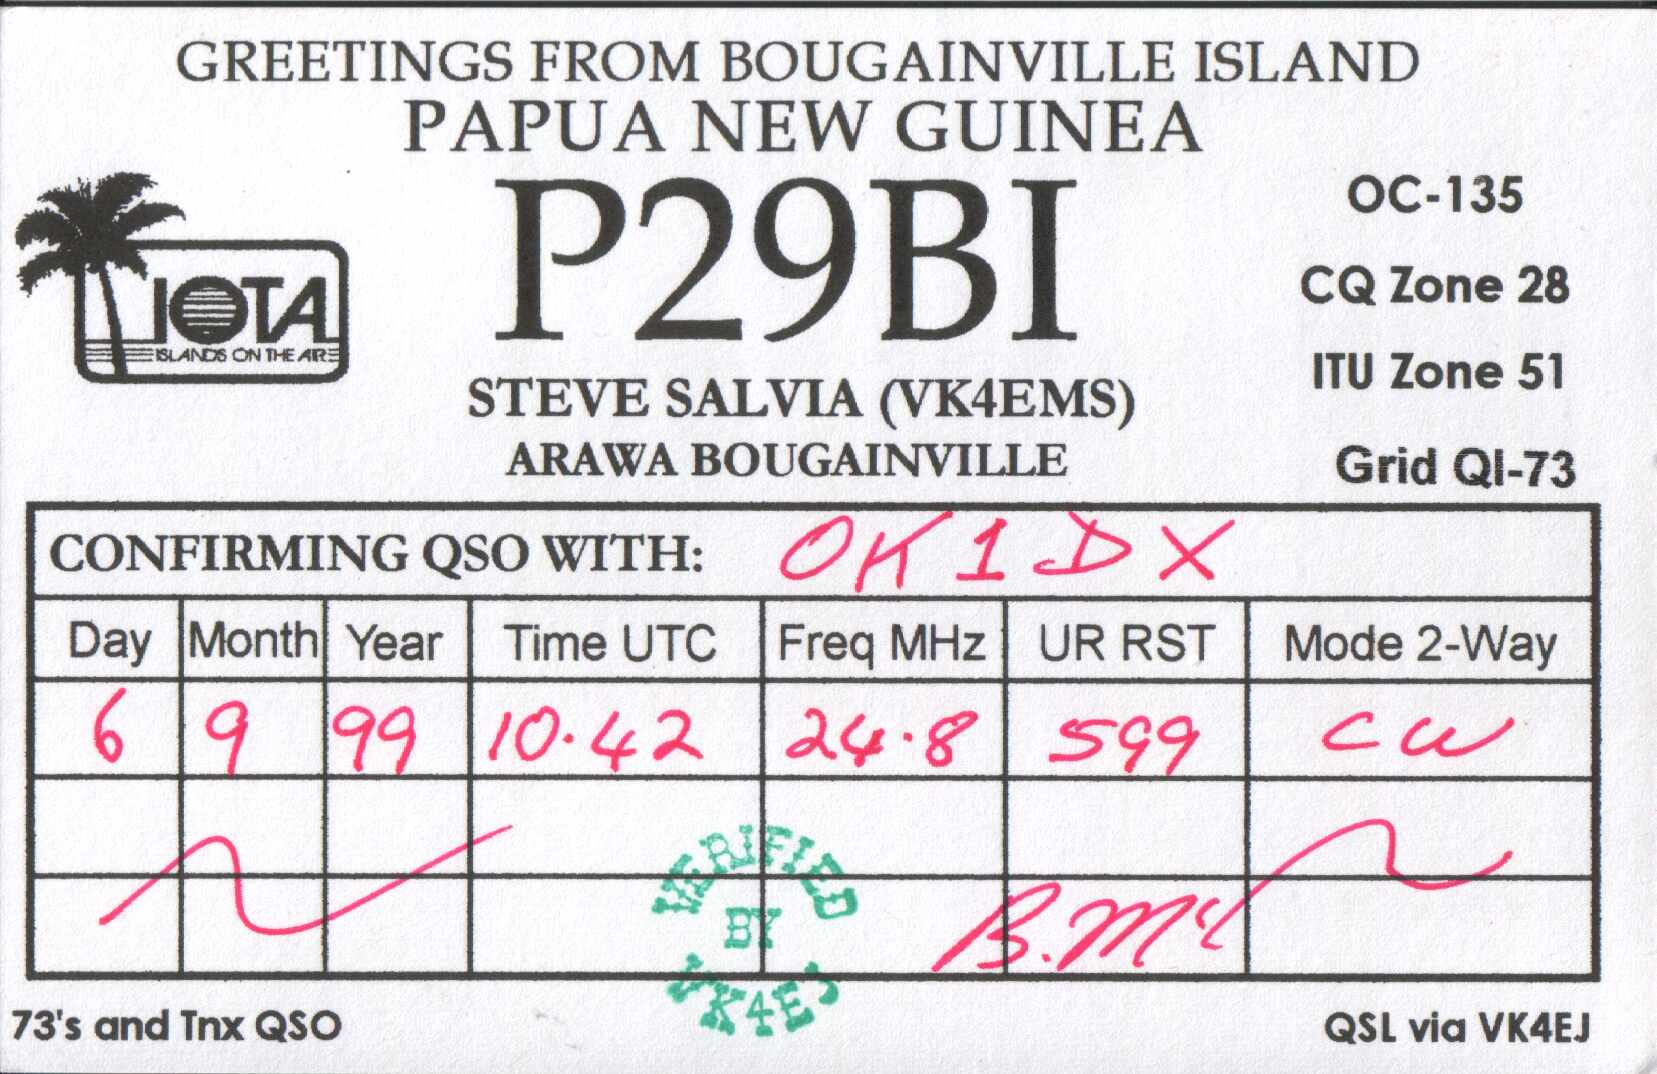 GREETINGS FROM BOUGAINVILLE ISLAND
PAPUA NEW GUINEA
P29BI
OC-135
CQ Zone 28
ITU Zone 51
Grid QI-73
IOTA
ISLANDS ON THE AIR
STEVE SALVIA (VK4EMS)
ARAWA BOUGAINVILLE
CONFIRMING QSO WITH: OK1DX
Day Month Year Time UTC Freq MHz UR RST Mode 2-Way
6 9 99 10.42 24.8 599 CW
VERIFIED
BY
VK4EJ
73's and Tnx QSO
QSL via VK4EJ